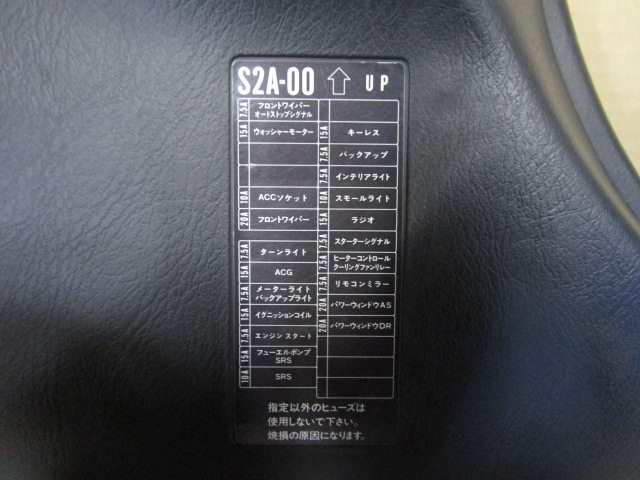 S2A-00 UP
7.5A フロントワイパー
オートストップシグナル
15A ウォッシャーモーター
10A ACCソケット
20A フロントワイパー
7.5A ターンライト
15A ACG
7.5A メーターライト
バックアップライト
15A イグニッションコイル
7.5A エンジン スタート
15A フューエルポンプ
SRS
10A SRS
15A キーレス
7.5A バックアップ
7.5A インテリアライト
10A スモールライト
15A ラジオ
7.5A スターターシグナル
7.5A ヒーターコントロール
クーリングファンリレー
7.5A リモコンミラー
20A パワーウィンドウAS
20A パワーウィンドウDR
指定以外のヒューズは
使用しないで下さい。
焼損の原因になります。